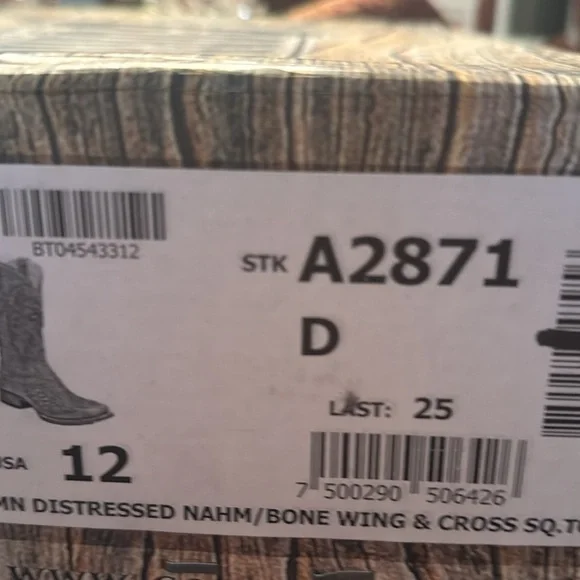 BT04543312
STK A2871
D
LAST: 25
USA 12
7 500290 506426
MN DISTRESSED NAHM/BONE WING & CROSS SQ.T